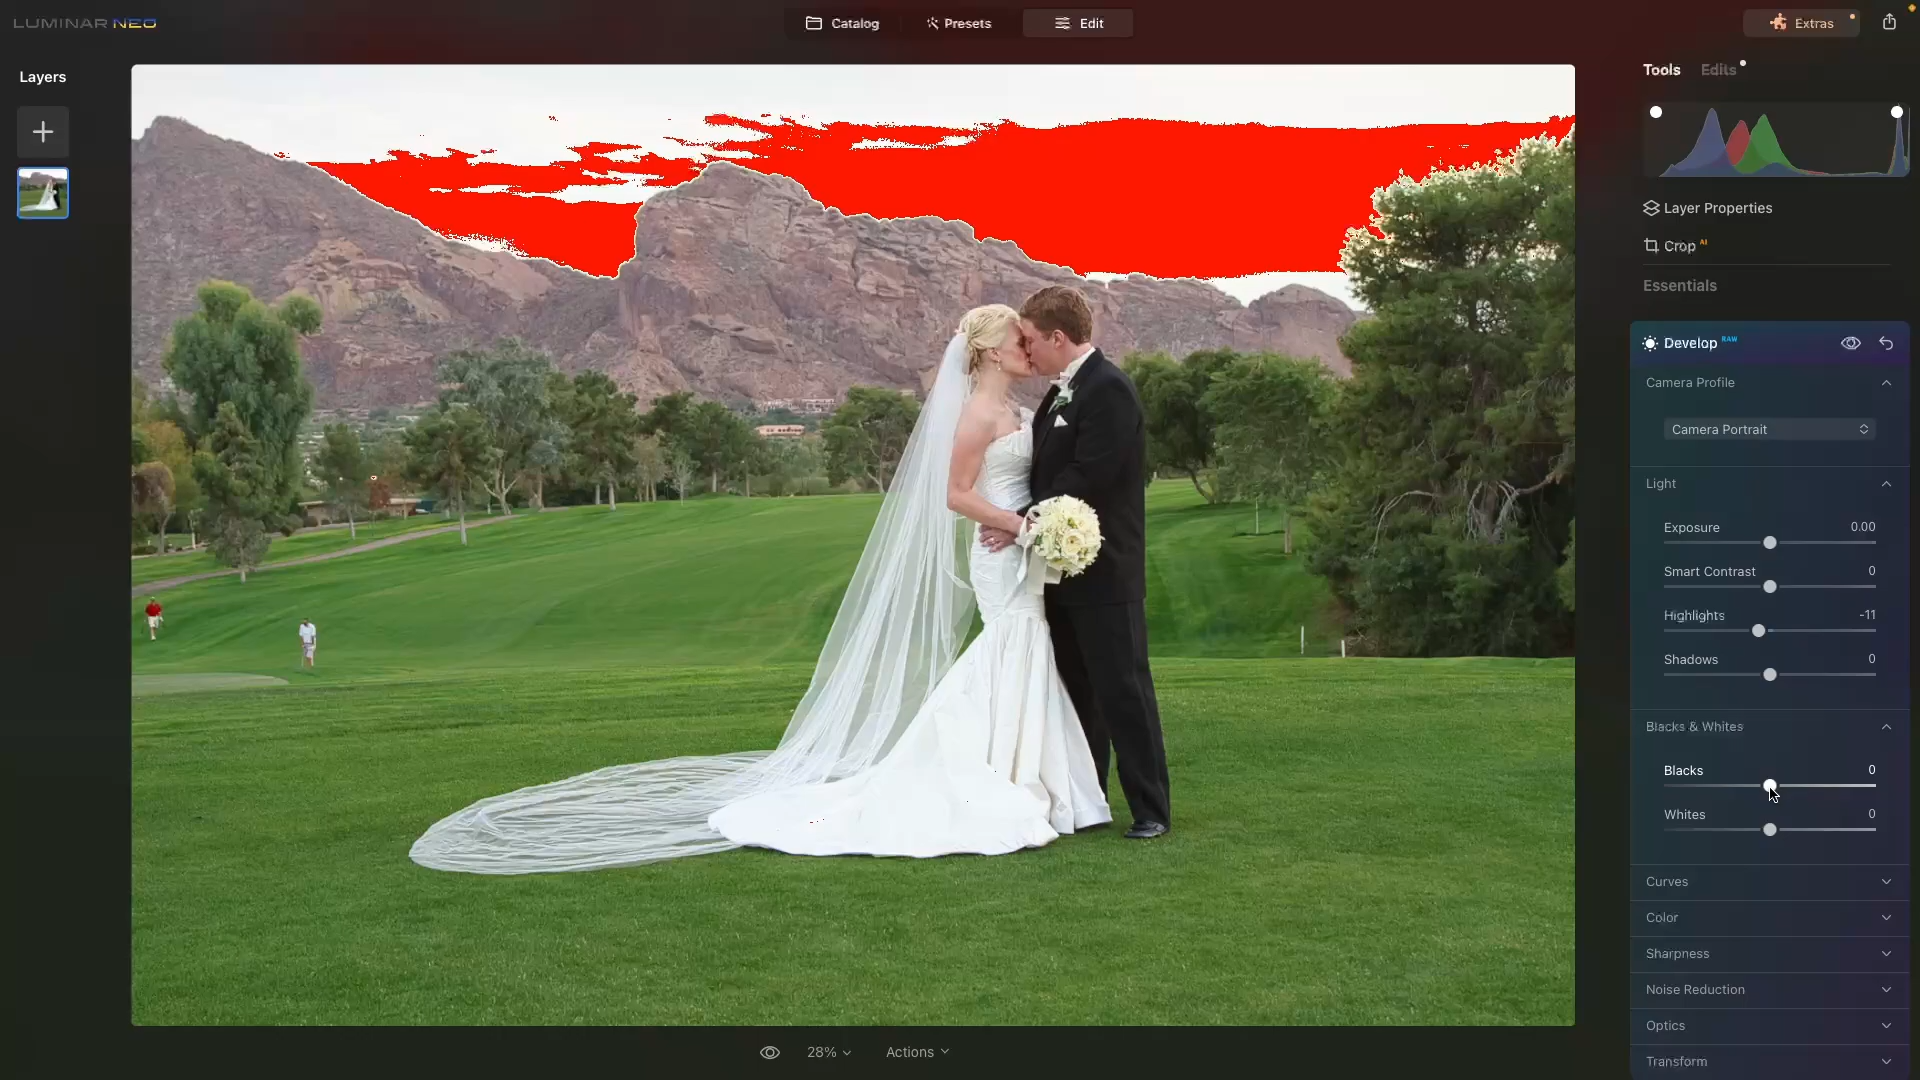 LUMINAR NEO
Catalog
Presets
Edit
Extras
Layers
Tools
Edits
Layer Properties
Crop AI
Essentials
Develop RAW
Camera Profile
Camera Portrait
Light
Exposure 0.00
Smart Contrast 0
Highlights -11
Shadows 0
Blacks & Whites
Blacks 0
Whites 0
Curves
Color
Sharpness
Noise Reduction
Optics
Transform
28%
Actions